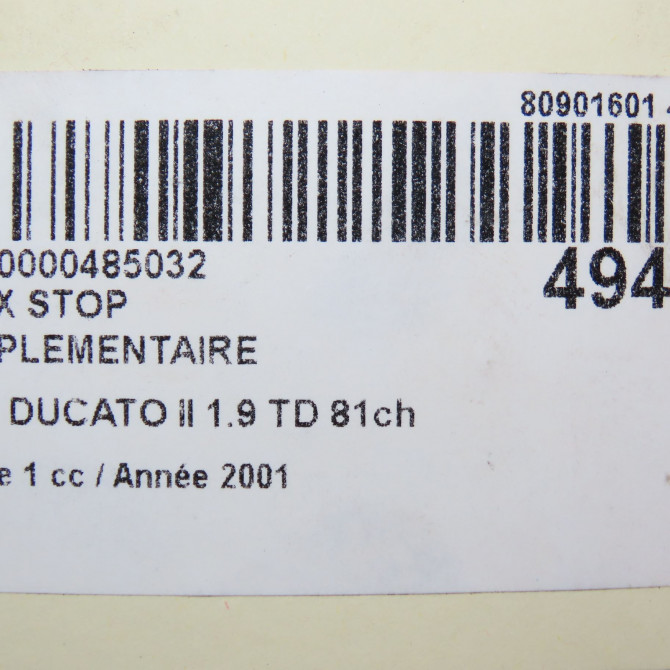 80901601
0000485032
494
X STOP
PLEMENTAIRE
DUCATO II 1.9 TD 81ch
e 1 cc / Année 2001